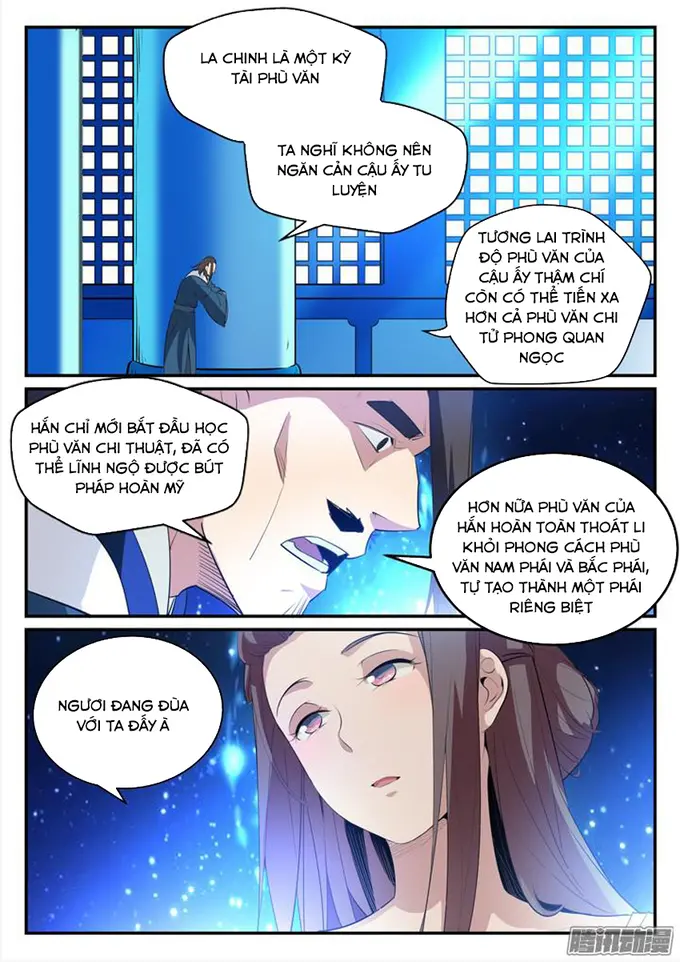 LA CHINH LÀ MỘT KỸ
TÀI PHÙ VĂN
TA NGHĨ KHÔNG NÊN
NGĂN CẢN CẬU ẤY TU
LUYỆN
TƯƠNG LAI TRÌNH
ĐỘ PHÙ VĂN CỦA
CẬU ẤY THẬM CHÍ
CÒN CÓ THỂ TIẾN XA
HƠN CẢ PHÙ VĂN CHI
TỬ PHONG QUAN
NGỌC
HẮN CHỈ MỚI BẮT ĐẦU HỌC
PHÙ VĂN CHI THUẬT, ĐÃ CÓ
THỂ LĨNH NGỘ ĐƯỢC BÚT
PHÁP HOÀN MỸ
HƠN NỮA PHÙ VĂN CỦA
HẮN HOÀN TOÀN THOÁT LI
KHỎI PHONG CÁCH PHÙ
VĂN NAM PHÁI VÀ BẮC PHÁI,
TỰ TẠO THÀNH MỘT PHÁI
RIÊNG BIỆT
NGƯƠI ĐANG ĐÙA
VỚI TA ĐẤY À
腾讯动漫